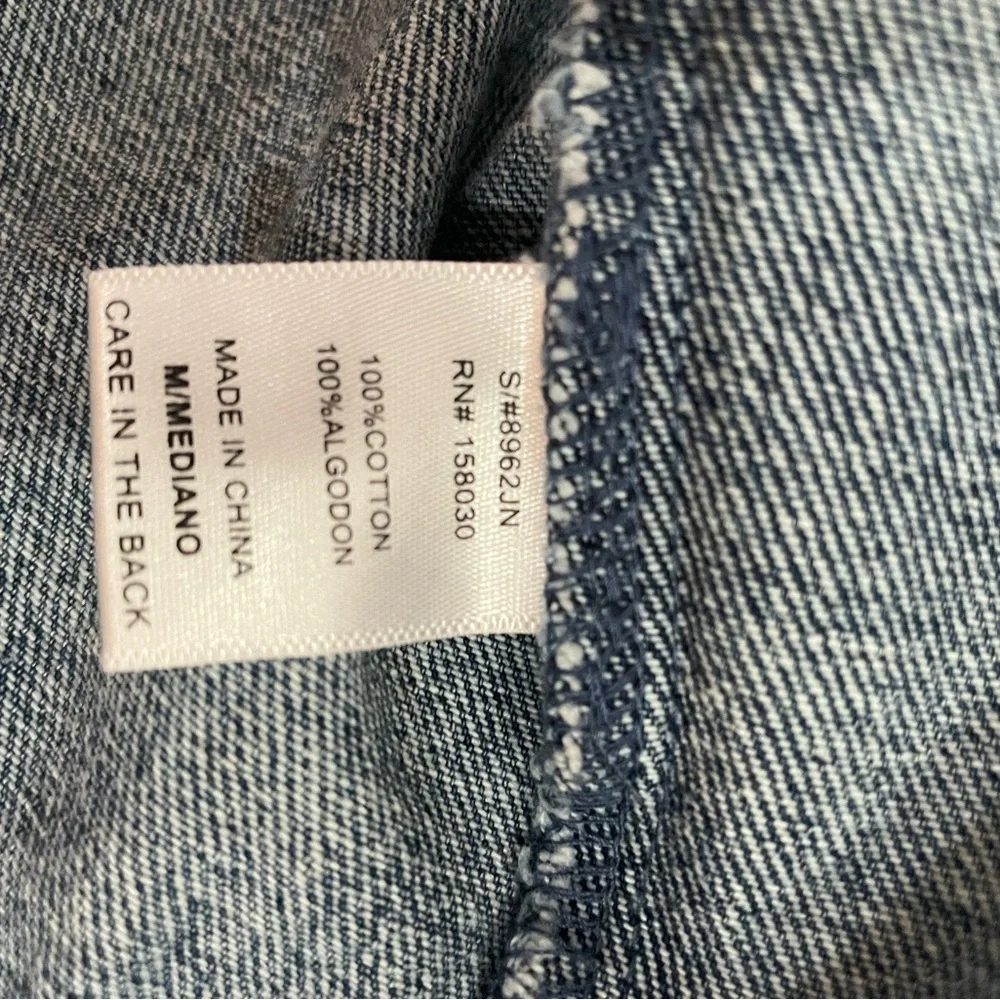 S/#8962JN
RN# 158030
100%COTTON
100%ALGODON
MADE IN CHINA
M/MEDIANO
CARE IN THE BACK